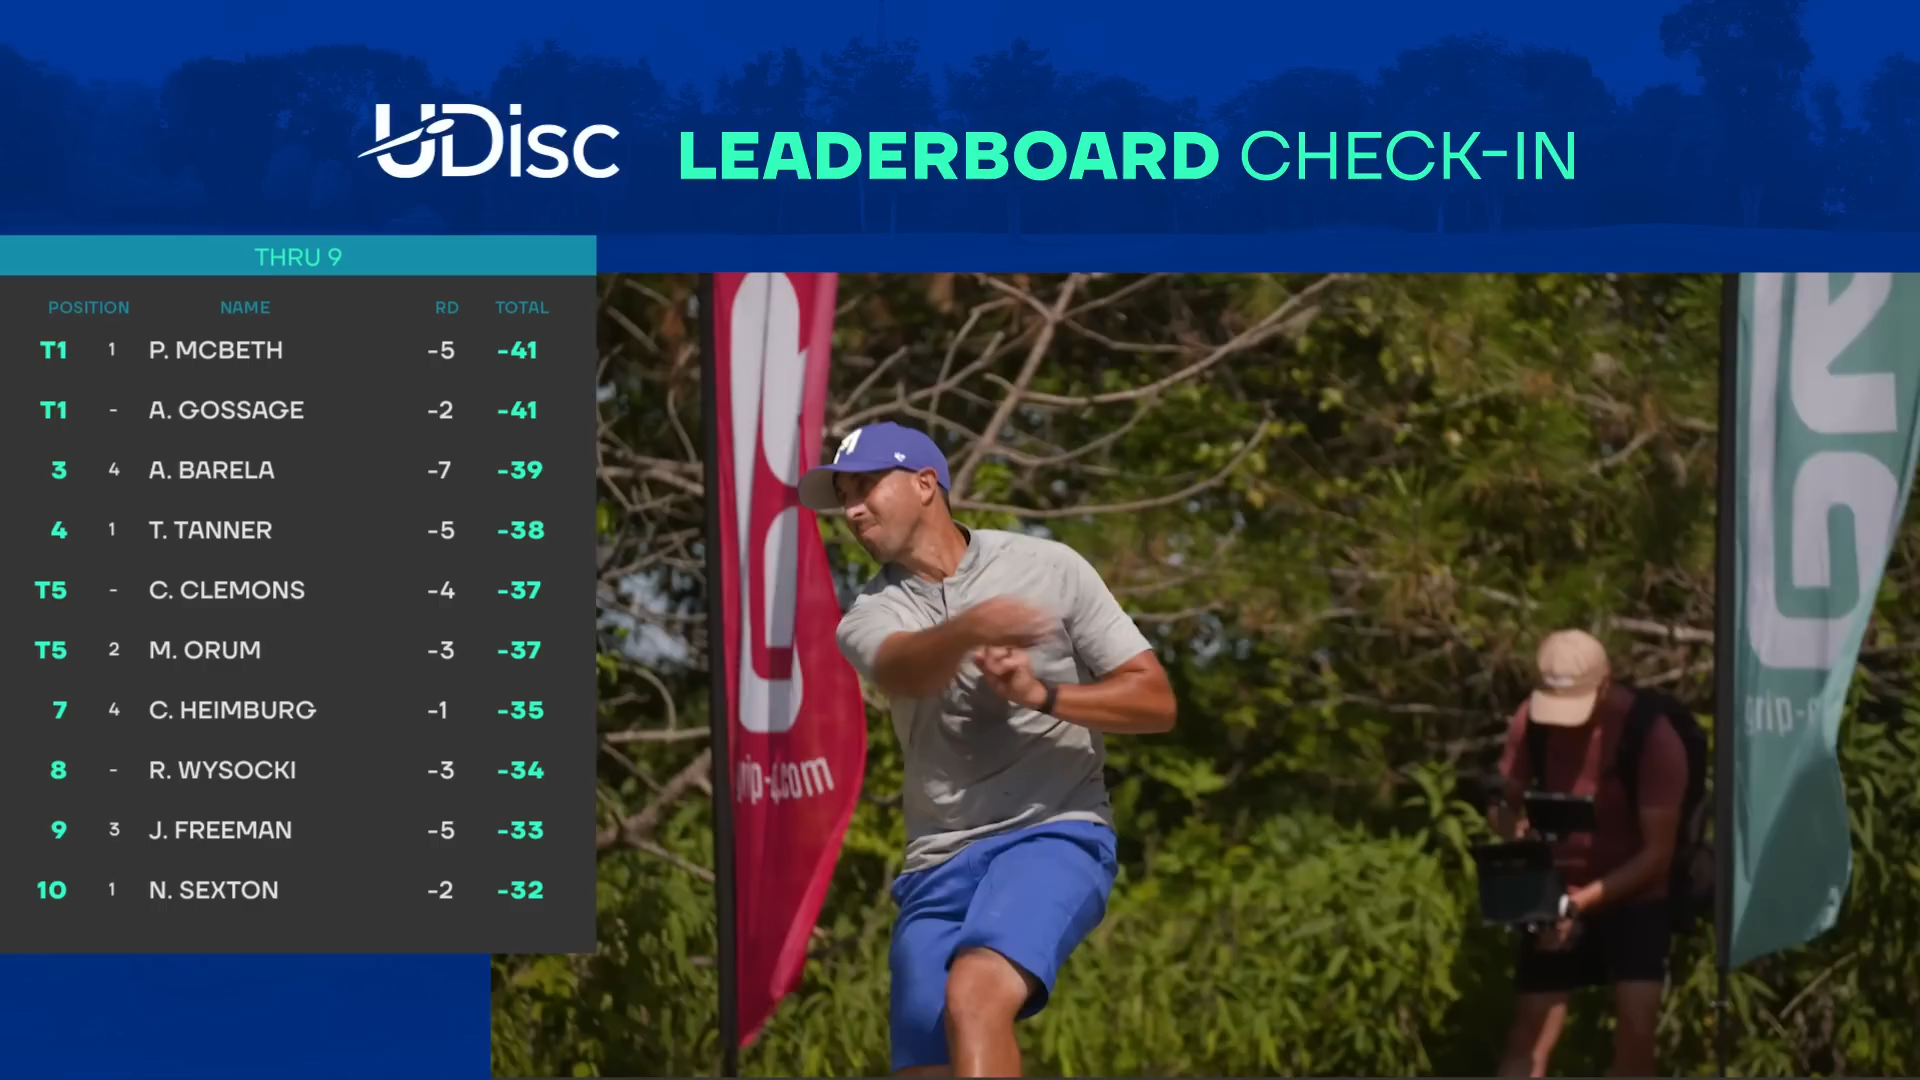 UDisc LEADERBOARD CHECK-IN
THRU 9
POSITION NAME RD TOTAL
T1 1 P. MCBETH -5 -41
T1 - A. GOSSAGE -2 -41
3 4 A. BARELA -7 -39
4 1 T. TANNER -5 -38
T5 - C. CLEMONS -4 -37
T5 2 M. ORUM -3 -37
7 4 C. HEIMBURG -1 -35
8 - R. WYSOCKI -3 -34
9 3 J. FREEMAN -5 -33
10 1 N. SEXTON -2 -32